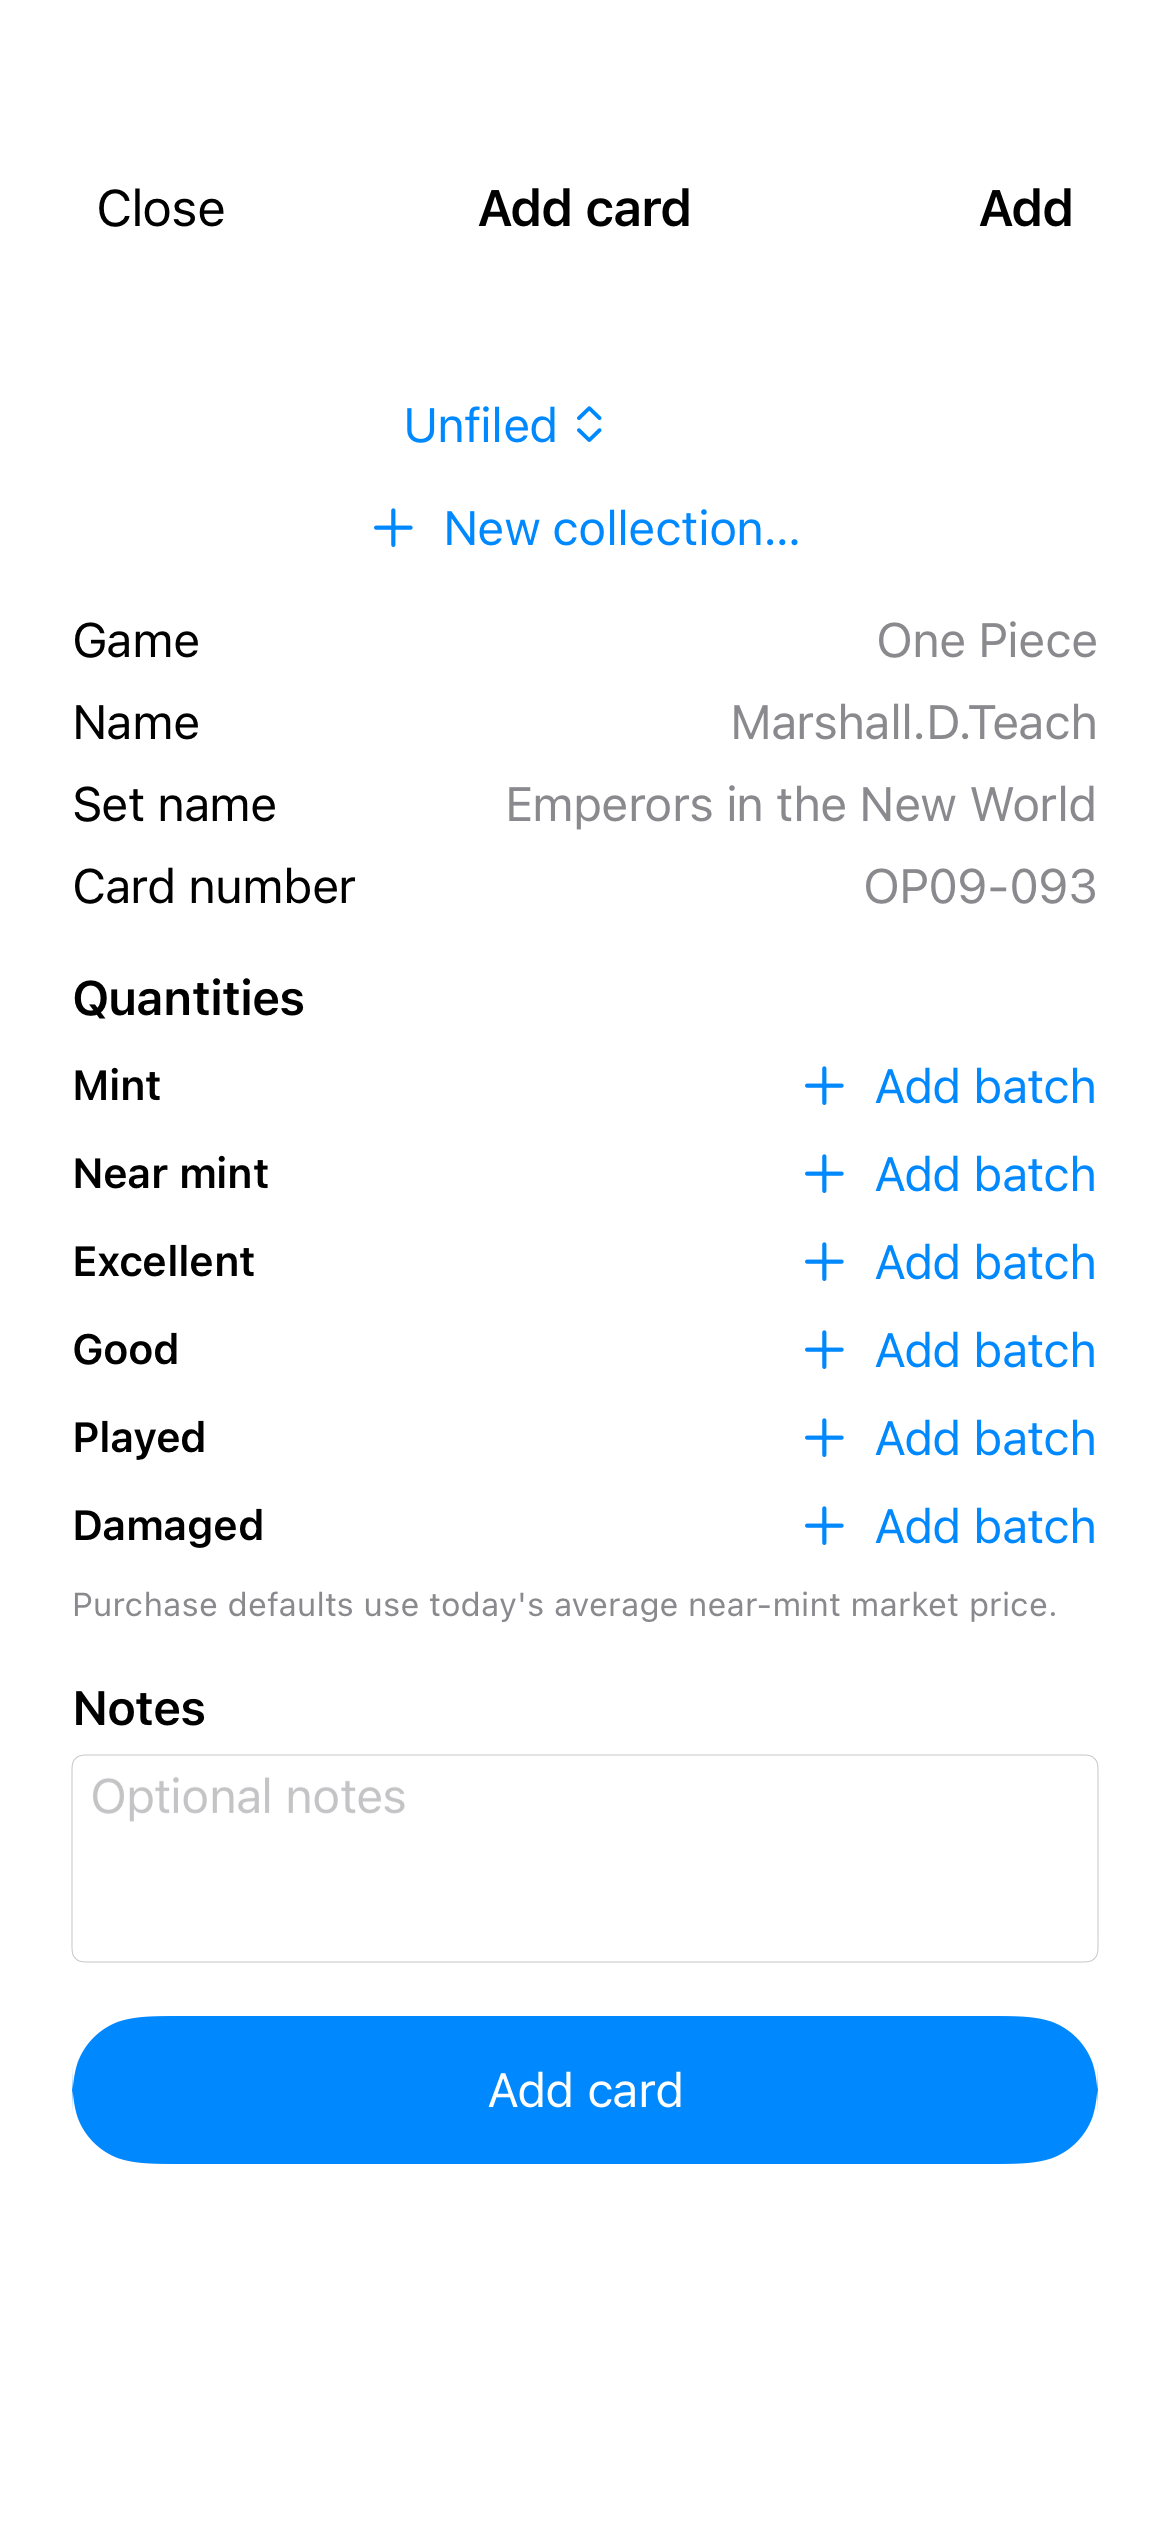 Close Add card Add
Unfiled
New collection...
Game One Piece
Name Marshall.D.Teach
Set name Emperors in the New World
Card number OP09-093
Quantities
Mint + Add batch
Near mint + Add batch
Excellent + Add batch
Good + Add batch
Played + Add batch
Damaged + Add batch
Purchase defaults use today's average near-mint market price.
Notes
Optional notes
Add card